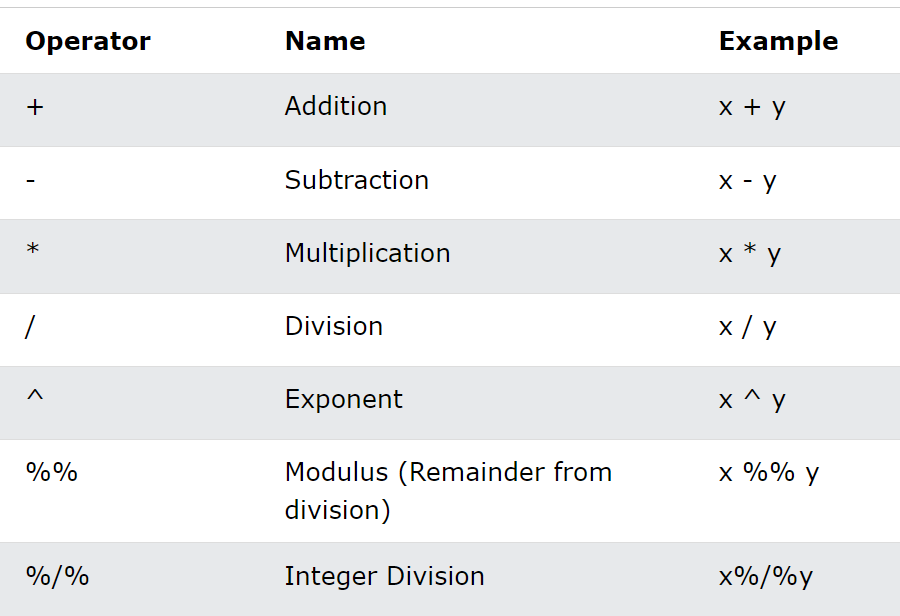 Operator Name Example
+ Addition x + y
- Subtraction x - y
* Multiplication x * y
/ Division x / y
^ Exponent x ^ y
%% Modulus (Remainder from x %% y
division)
%/% Integer Division x%/%y